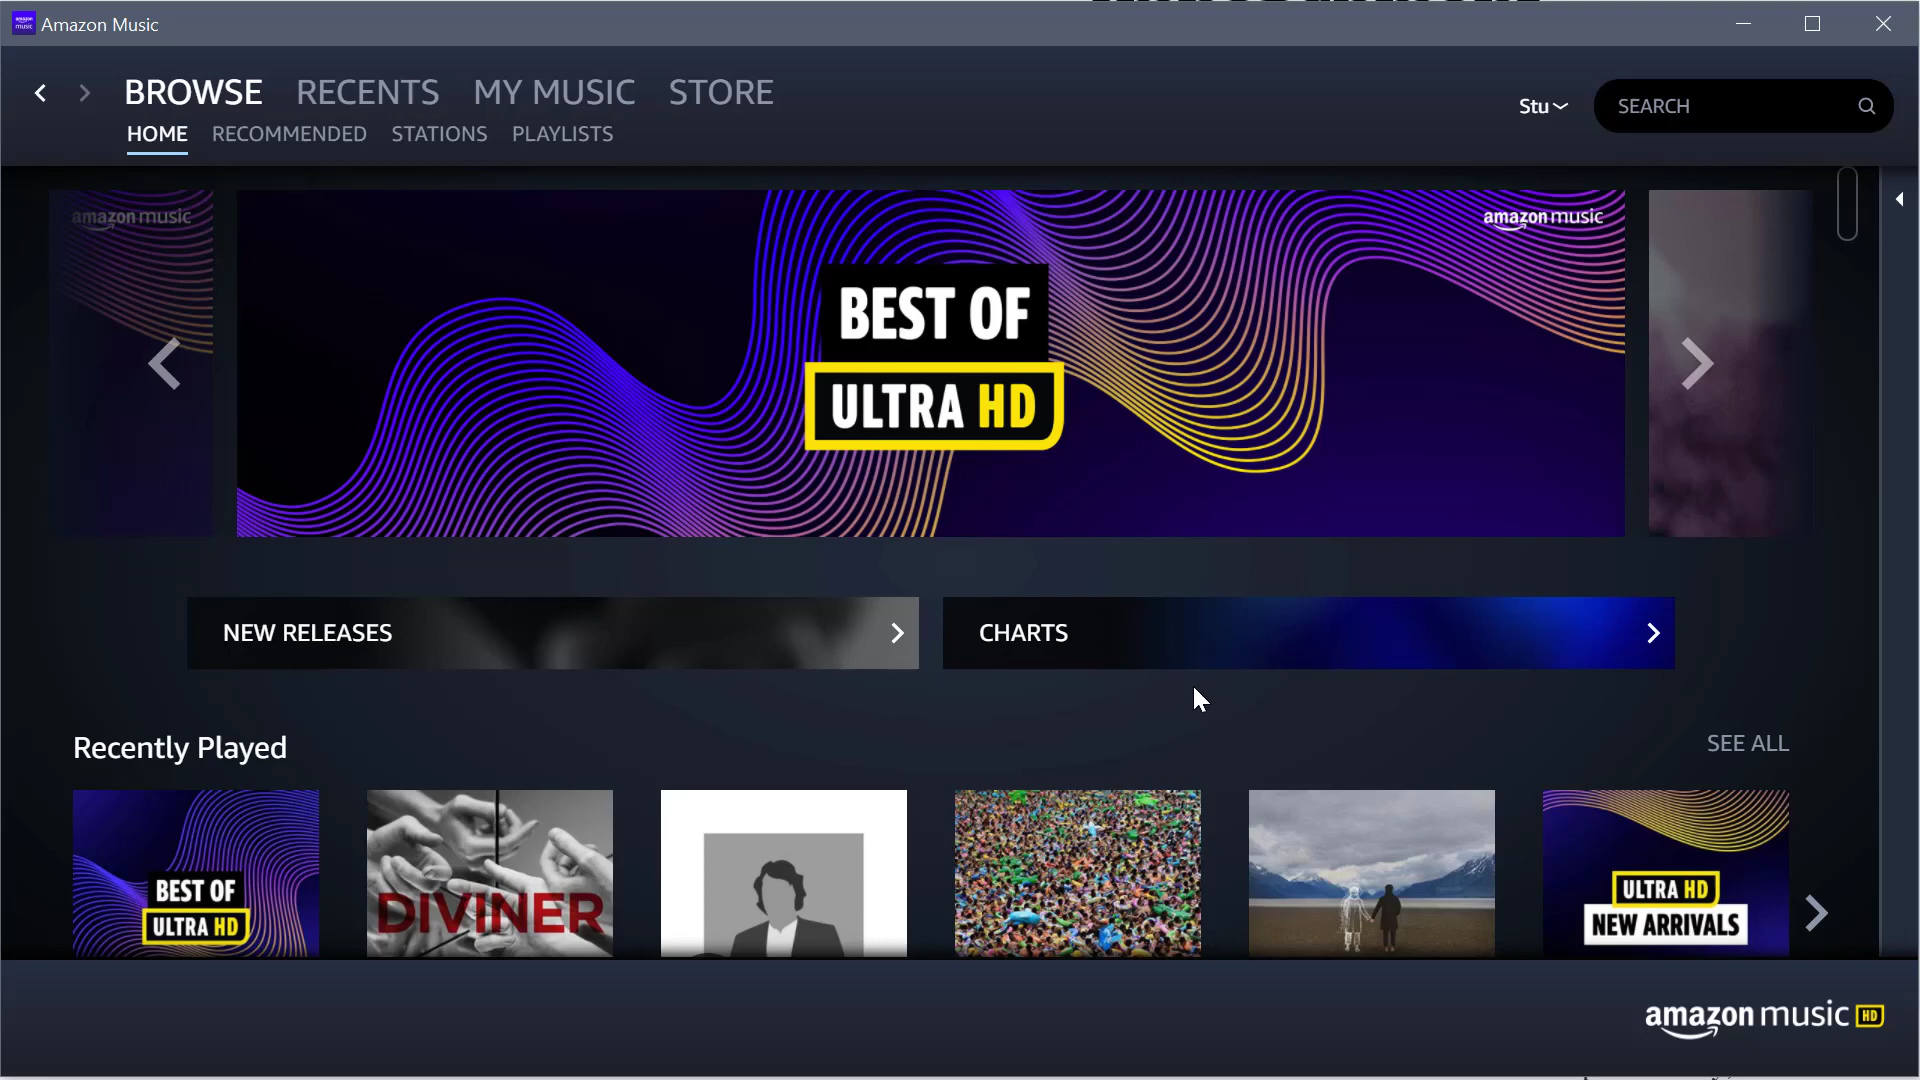 Amazon Music
BROWSE RECENTS MY MUSIC STORE
Stu
SEARCH
HOME RECOMMENDED STATIONS PLAYLISTS
amazon music
amazon music
BEST OF
ULTRA HD
NEW RELEASES
CHARTS
Recently Played
SEE ALL
BEST OF
ULTRA HD
DIVINER
ULTRA HD
NEW ARRIVALS
amazon music HD